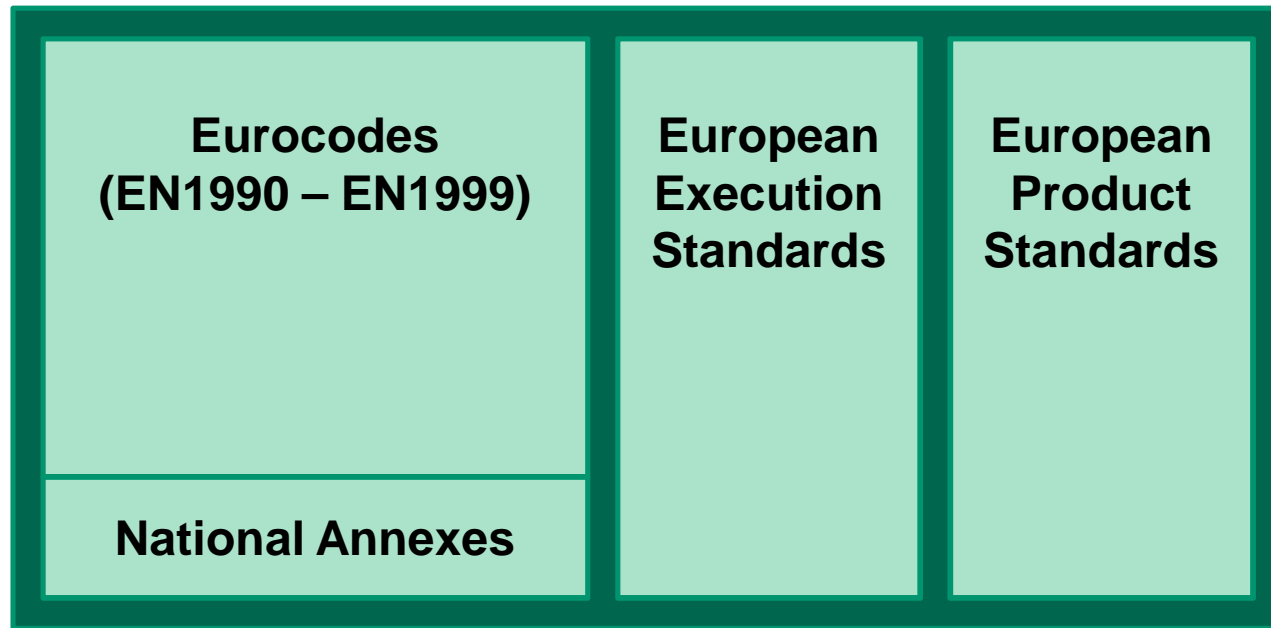 Eurocodes
(EN1990 – EN1999)
National Annexes
European
Execution
Standards
European
Product
Standards